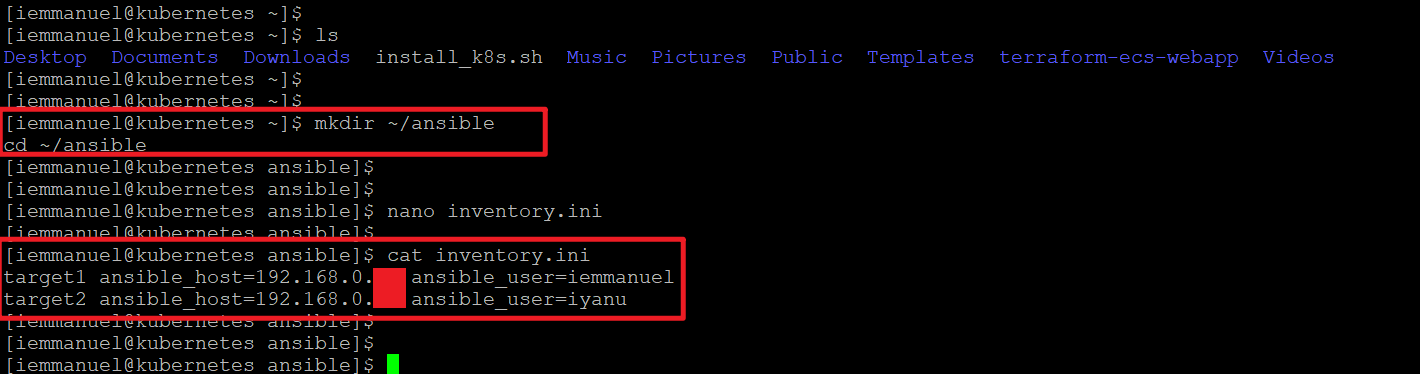 [iemmanuel@kubernetes ~]$
[iemmanuel@kubernetes ~]$ ls
Desktop  Documents  Downloads  install_k8s.sh  Music  Pictures  Public  Templates  terraform-ecs-webapp  Videos
[iemmanuel@kubernetes ~]$
[iemmanuel@kubernetes ~]$
[iemmanuel@kubernetes ~]$ mkdir ~/ansible
cd ~/ansible
[iemmanuel@kubernetes ansible]$
[iemmanuel@kubernetes ansible]$
[iemmanuel@kubernetes ansible]$ nano inventory.ini
[iemmanuel@kubernetes ansible]$
[iemmanuel@kubernetes ansible]$ cat inventory.ini
target1 ansible_host=192.168.0. ansible_user=iemmanuel
target2 ansible_host=192.168.0. ansible_user=iyanu
[iemmanuel@kubernetes ansible]$
[iemmanuel@kubernetes ansible]$
[iemmanuel@kubernetes ansible]$